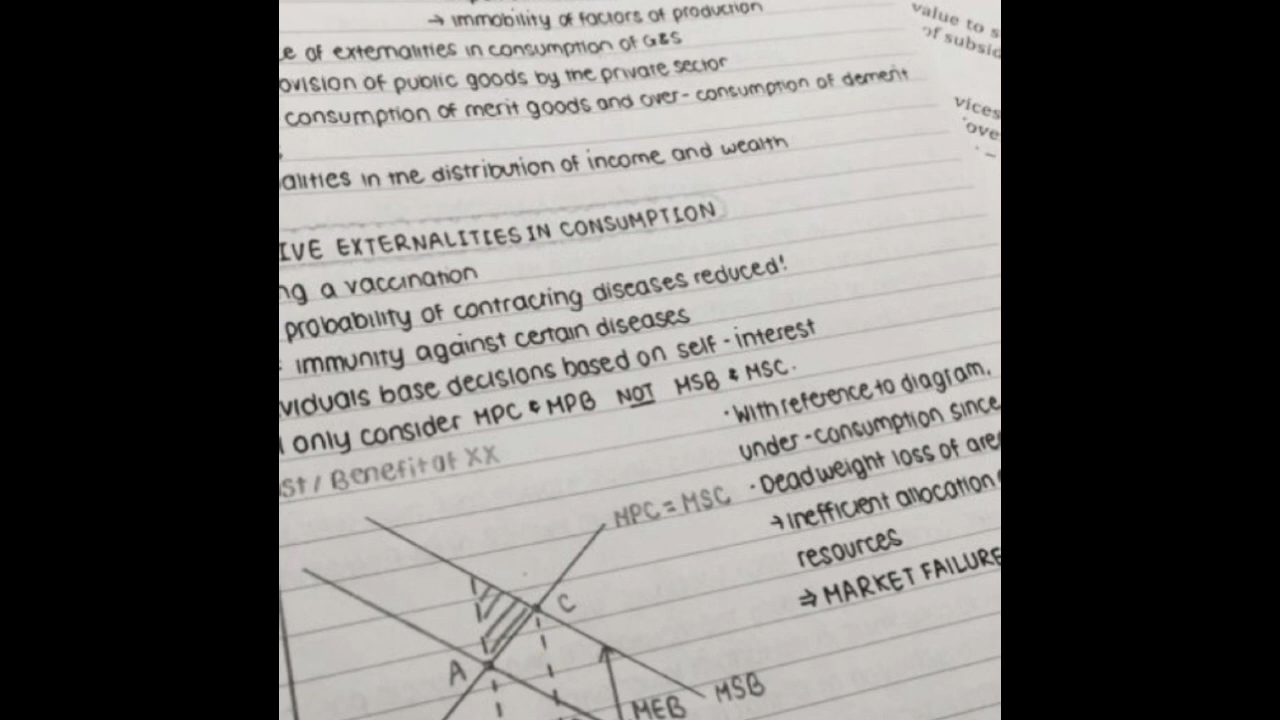 → immobility of factors of production
value to s
of subsid
e of externalities in consumption of G&S
ovision of public goods by the private sector
consumption of merit goods and over-consumption of demerit
vices
'ove
alities in the distribution of income and wealth
IVE EXTERNALITIES IN CONSUMPTION
ng a vaccination
probability of contracting diseases reduced!
immunity against certain diseases
viduals base decisions based on self-interest
only consider MPC & MPB NOT MSB & MSC.
st / Benefit of XX
MPC = MSC
· With reference to diagram,
under-consumption since
· Deadweight loss of are
→ inefficient allocation
resources
⇒ MARKET FAILURE
C
A
MSB
MEB